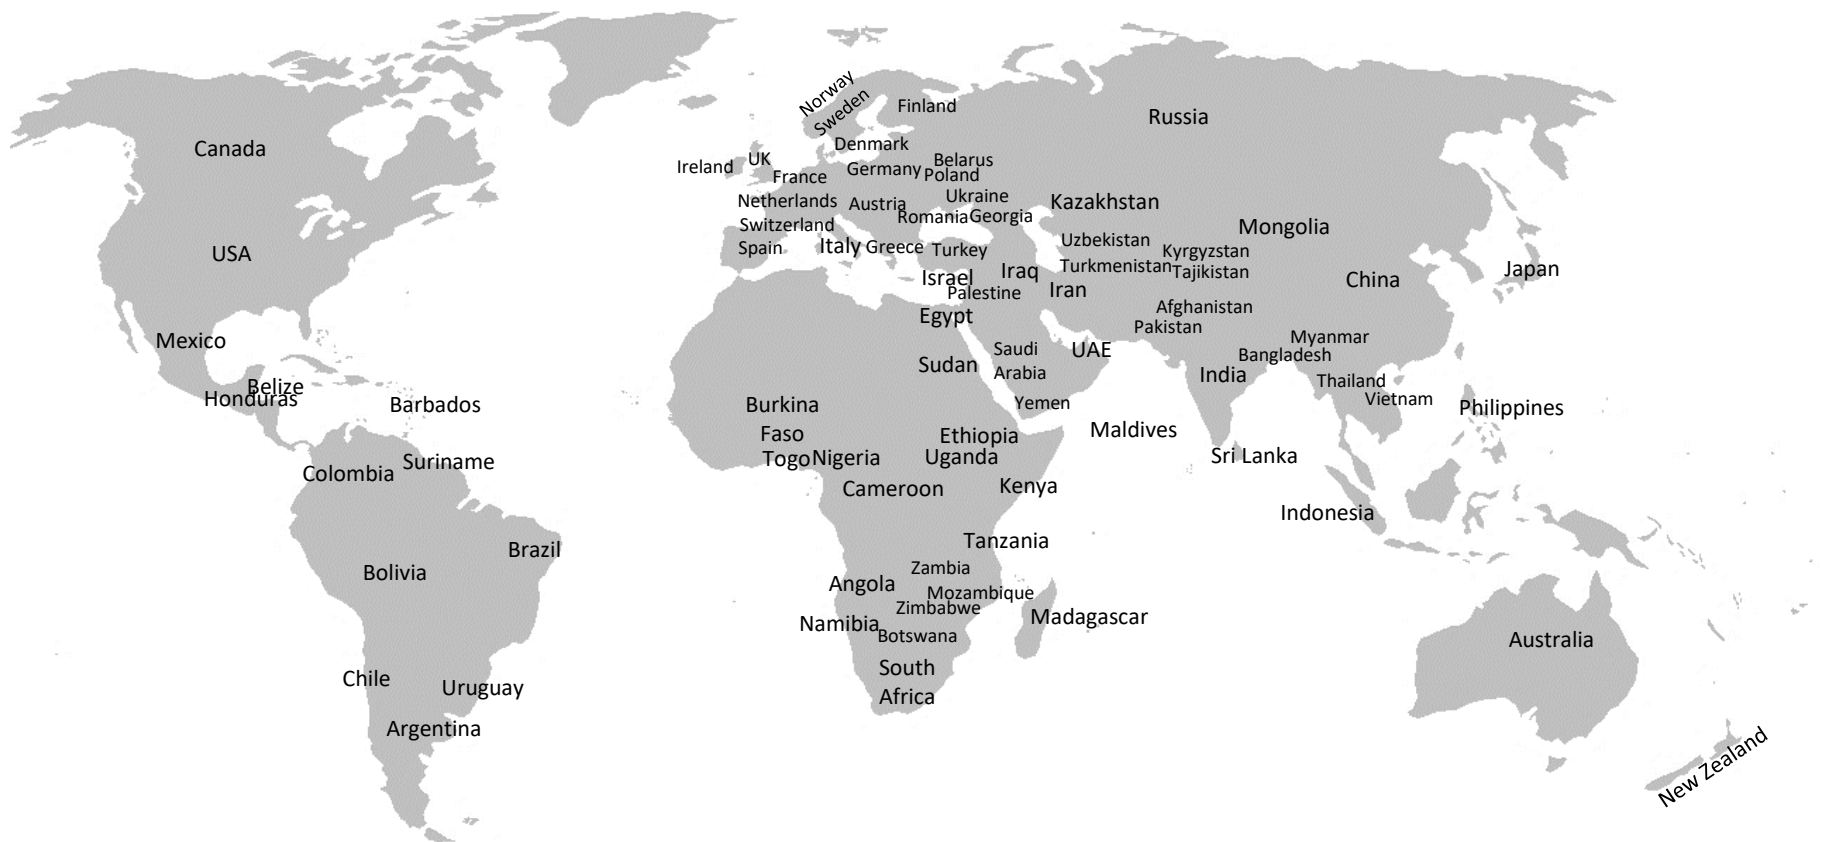 Norway
Sweden
Finland
Russia
Canada
Denmark
UK
Ireland
Belarus
Germany
Poland
France
Ukraine
Netherlands
Austria
Kazakhstan
Romania
Georgia
Switzerland
Mongolia
Italy
Greece
Spain
Turkey
Uzbekistan
Kyrgyzstan
USA
Turkmenistan
Tajikistan
Japan
Iraq
Israel
China
Iran
Palestine
Afghanistan
Egypt
Pakistan
Myanmar
Mexico
Saudi
Arabia
UAE
Bangladesh
Sudan
India
Thailand
Belize
Honduras
Vietnam
Barbados
Burkina
Faso
Yemen
Philippines
Maldives
Ethiopia
Uganda
Togo
Nigeria
Sri Lanka
Suriname
Colombia
Cameroon
Kenya
Indonesia
Tanzania
Brazil
Bolivia
Zambia
Angola
Mozambique
Zimbabwe
Madagascar
Namibia
Botswana
Australia
South
Africa
Chile
Uruguay
Argentina
New Zealand